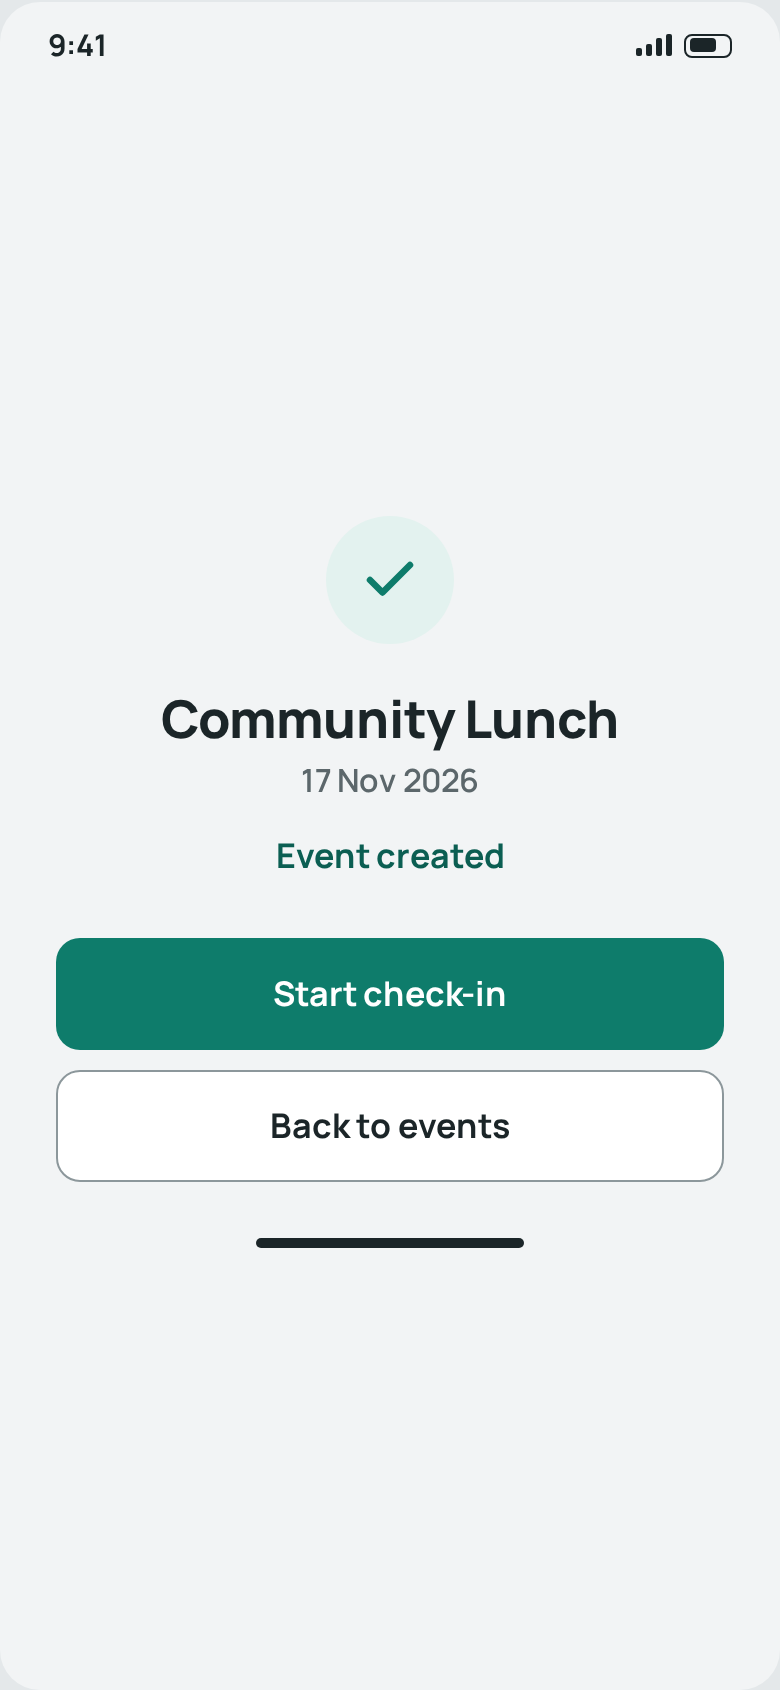 9:41
Community Lunch
17 Nov 2026
Event created
Start check-in
Back to events